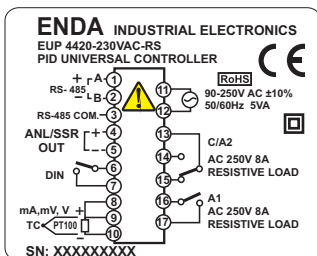 ENDA INDUSTRIAL ELECTRONICS
EUP 4420-230VAC-RS
PID UNIVERSAL CONTROLLER
CE
RoHS
90-250V AC ±10%
50/60Hz 5VA
+ A 1
RS- 485
- B 2
RS-485 COM. 3
ANL/SSR + 4
OUT - 5
DIN 6
7
mA,mV, V + 8
TC PT100 9
- 10
11
12
13
C/A2
14 AC 250V 8A
15 RESISTIVE LOAD
16 A1
AC 250V 8A
17 RESISTIVE LOAD
SN: XXXXXXXXX